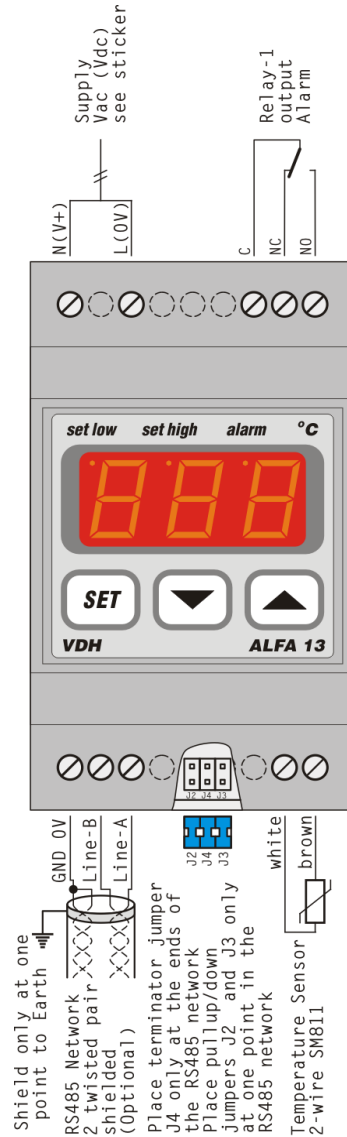 Supply
Vac (Vdc)
see sticker
Relay-1
output
Alarm
N(V+)
L(0V)
C
NC
NO
set low set high alarm °C
888
SET
VDH ALFA 13
J2 J4 J3
GND 0V
Line-B
Line-A
J2
J4
J3
white
brown
Shield only at one
point to Earth
RS485 Network
2 twisted pair
shielded
(Optional)
Place terminator jumper
J4 only at the ends of
the RS485 network
Place pullup/down
jumpers J2 and J3 only
at one point in the
RS485 network
Temperature Sensor
2-wire SM811